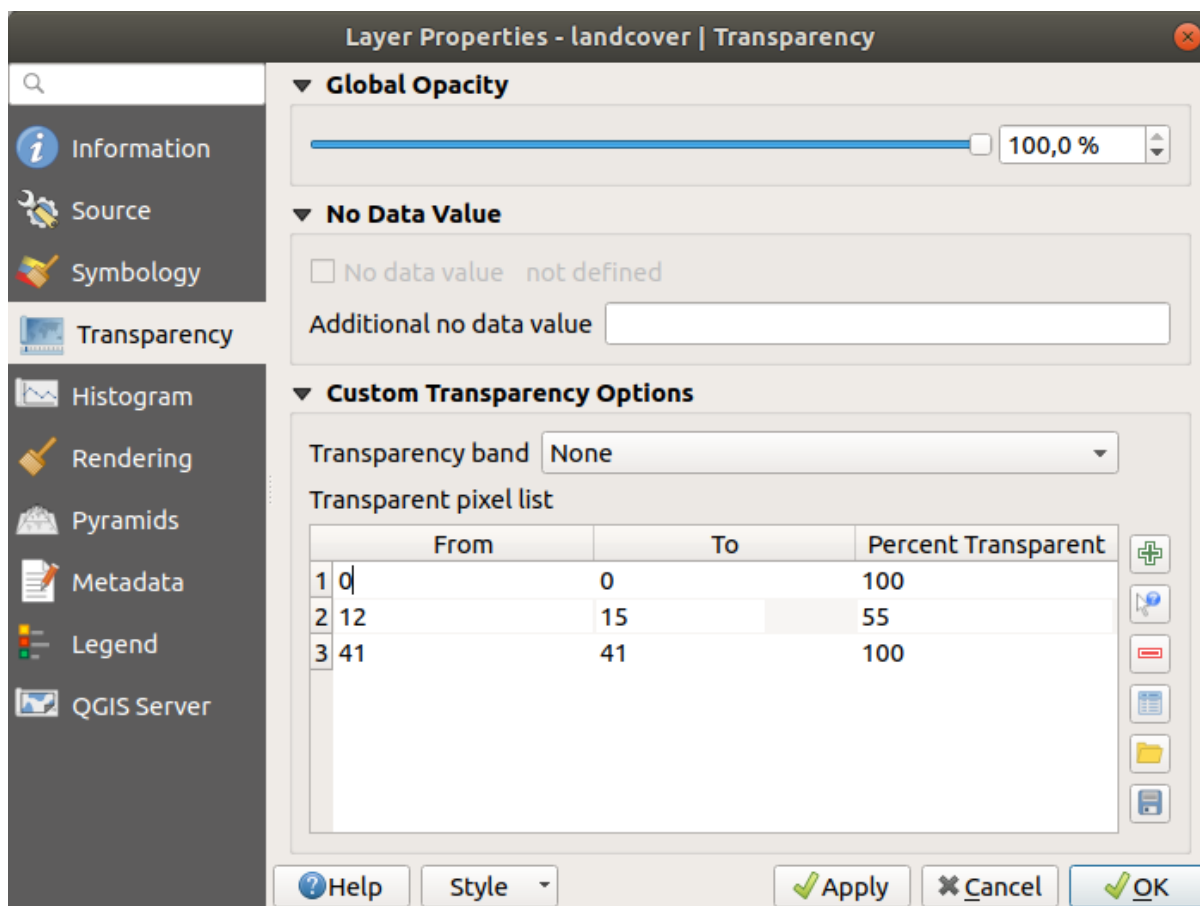 Layer Properties - landcover | Transparency
Information
Source
Symbology
Transparency
Histogram
Rendering
Pyramids
Metadata
Legend
QGIS Server
Global Opacity
100,0 %
No Data Value
No data value not defined
Additional no data value
Custom Transparency Options
Transparency band None
Transparent pixel list
From To Percent Transparent
1 0 0 100
2 12 15 55
3 41 41 100
Help Style Apply Cancel OK